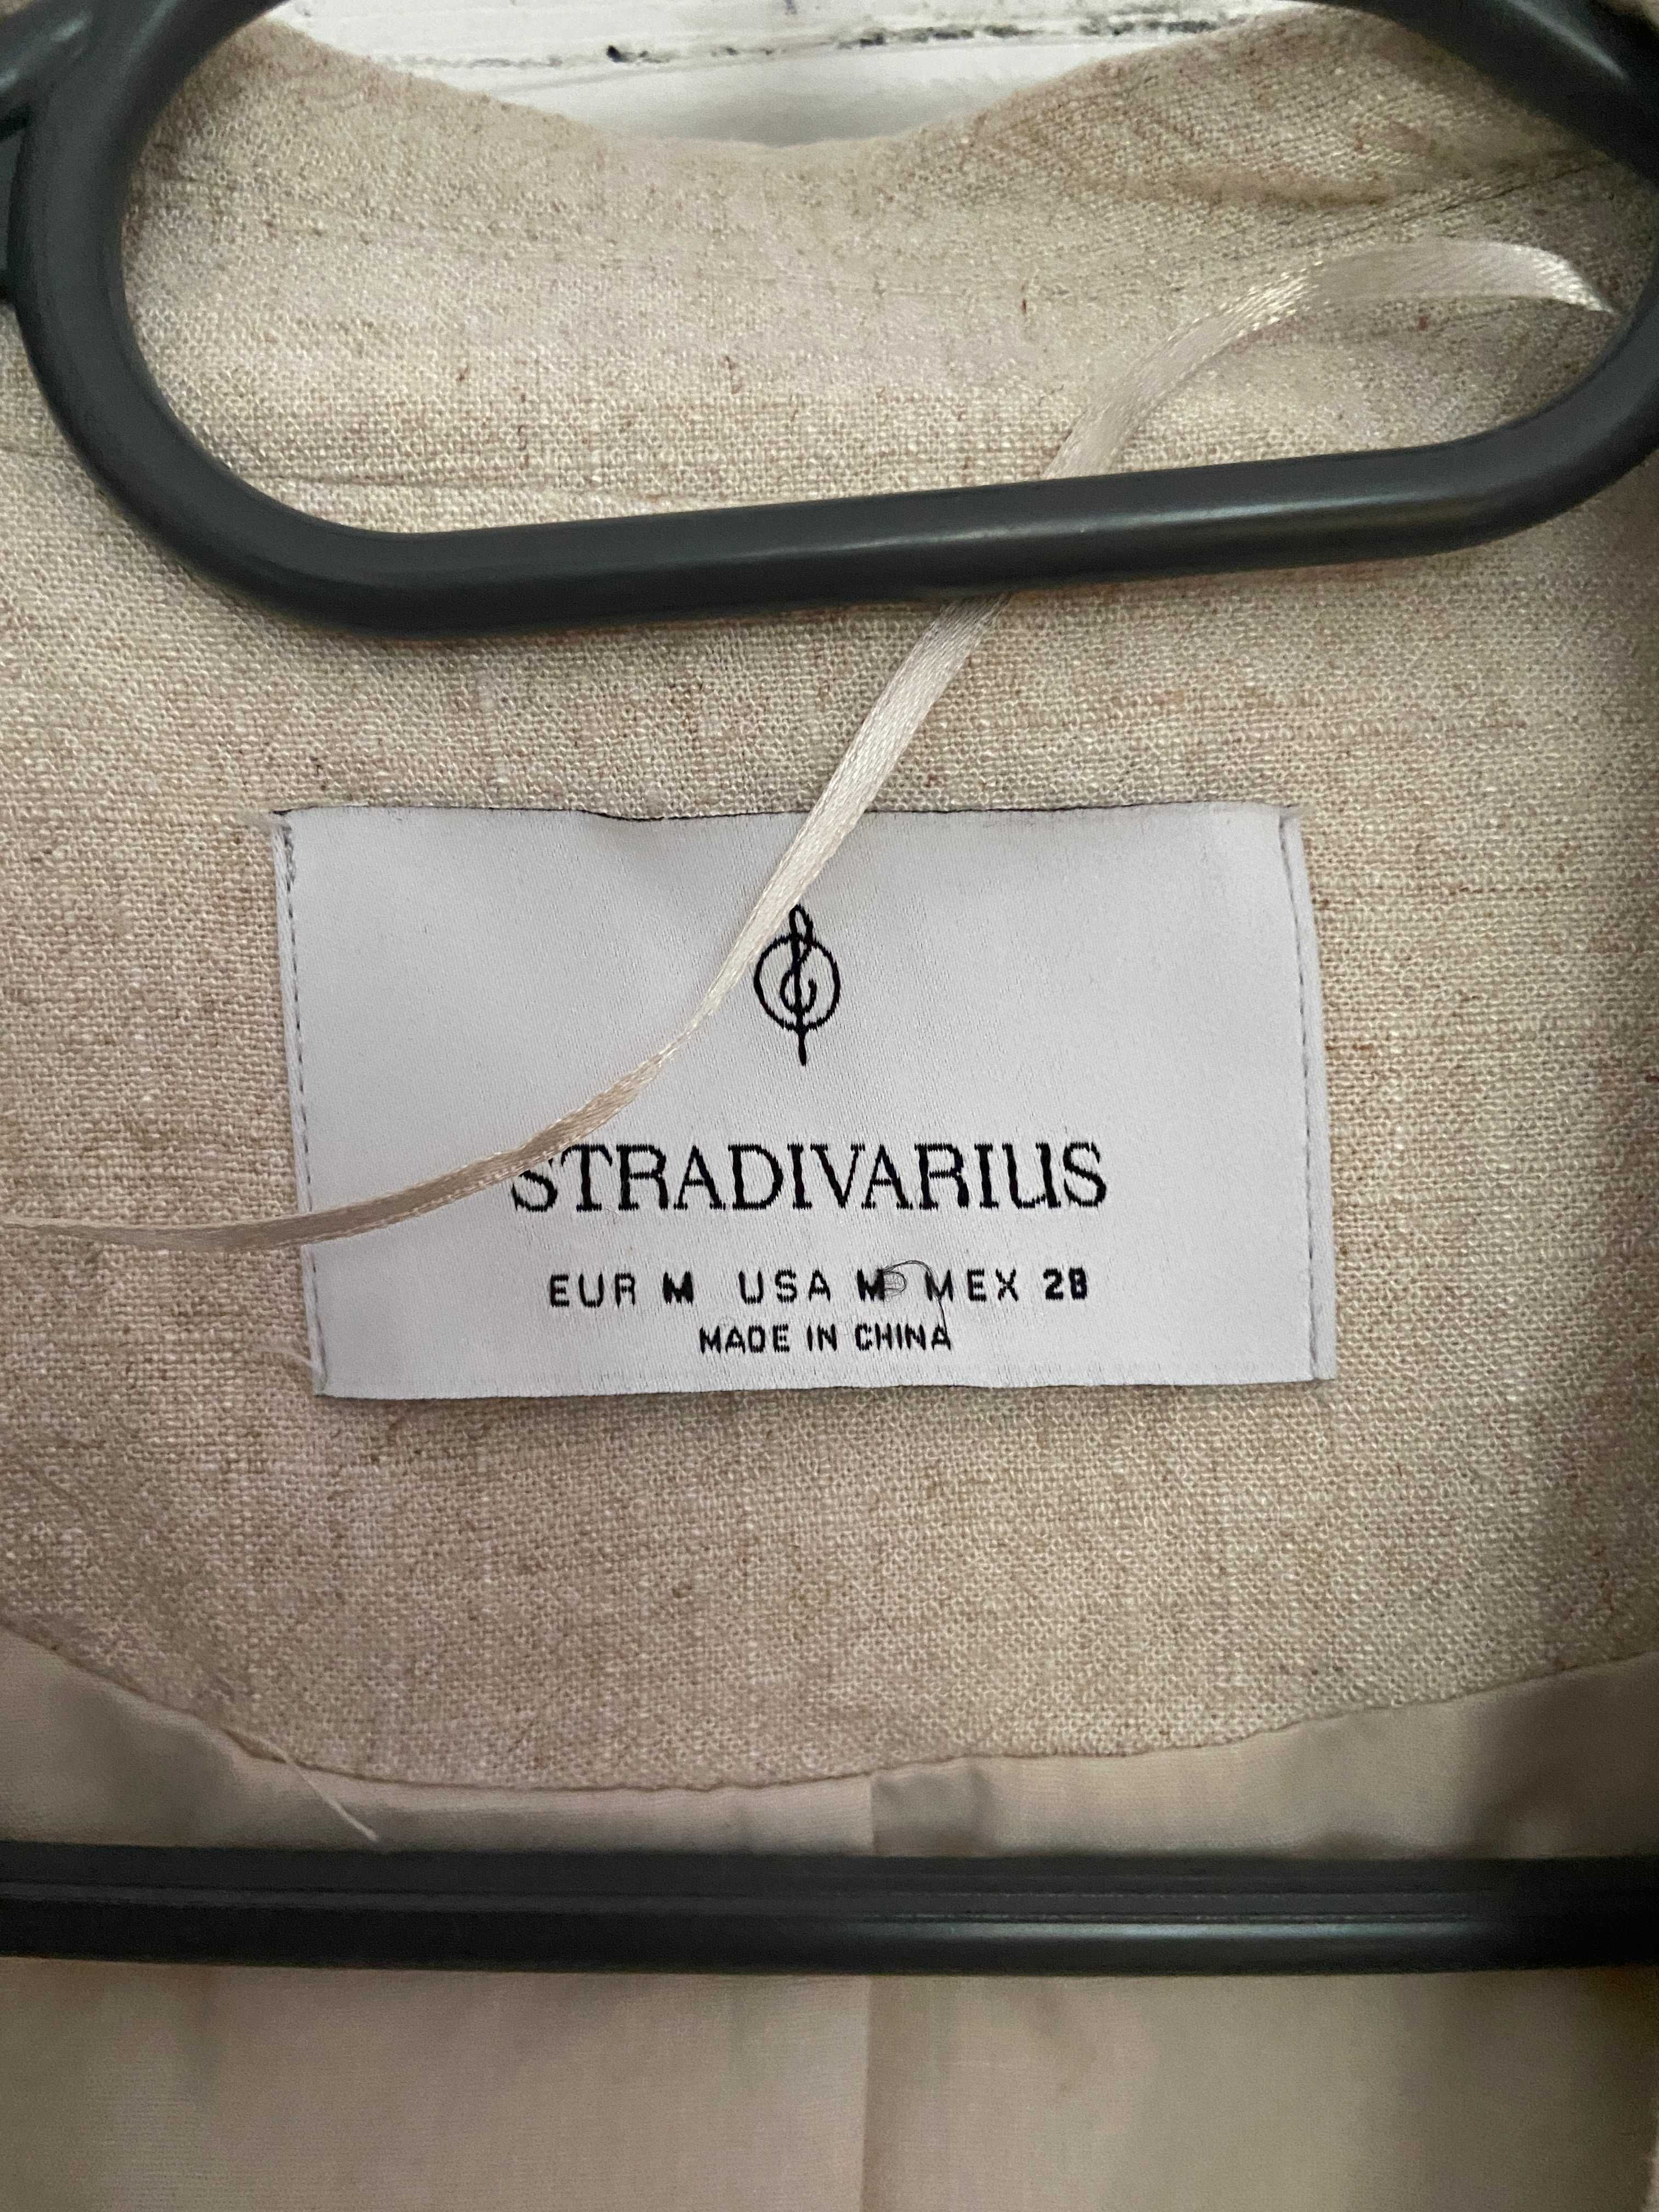 STRADIVARIUS
EUR M USA M MEX 28
MADE IN CHINA